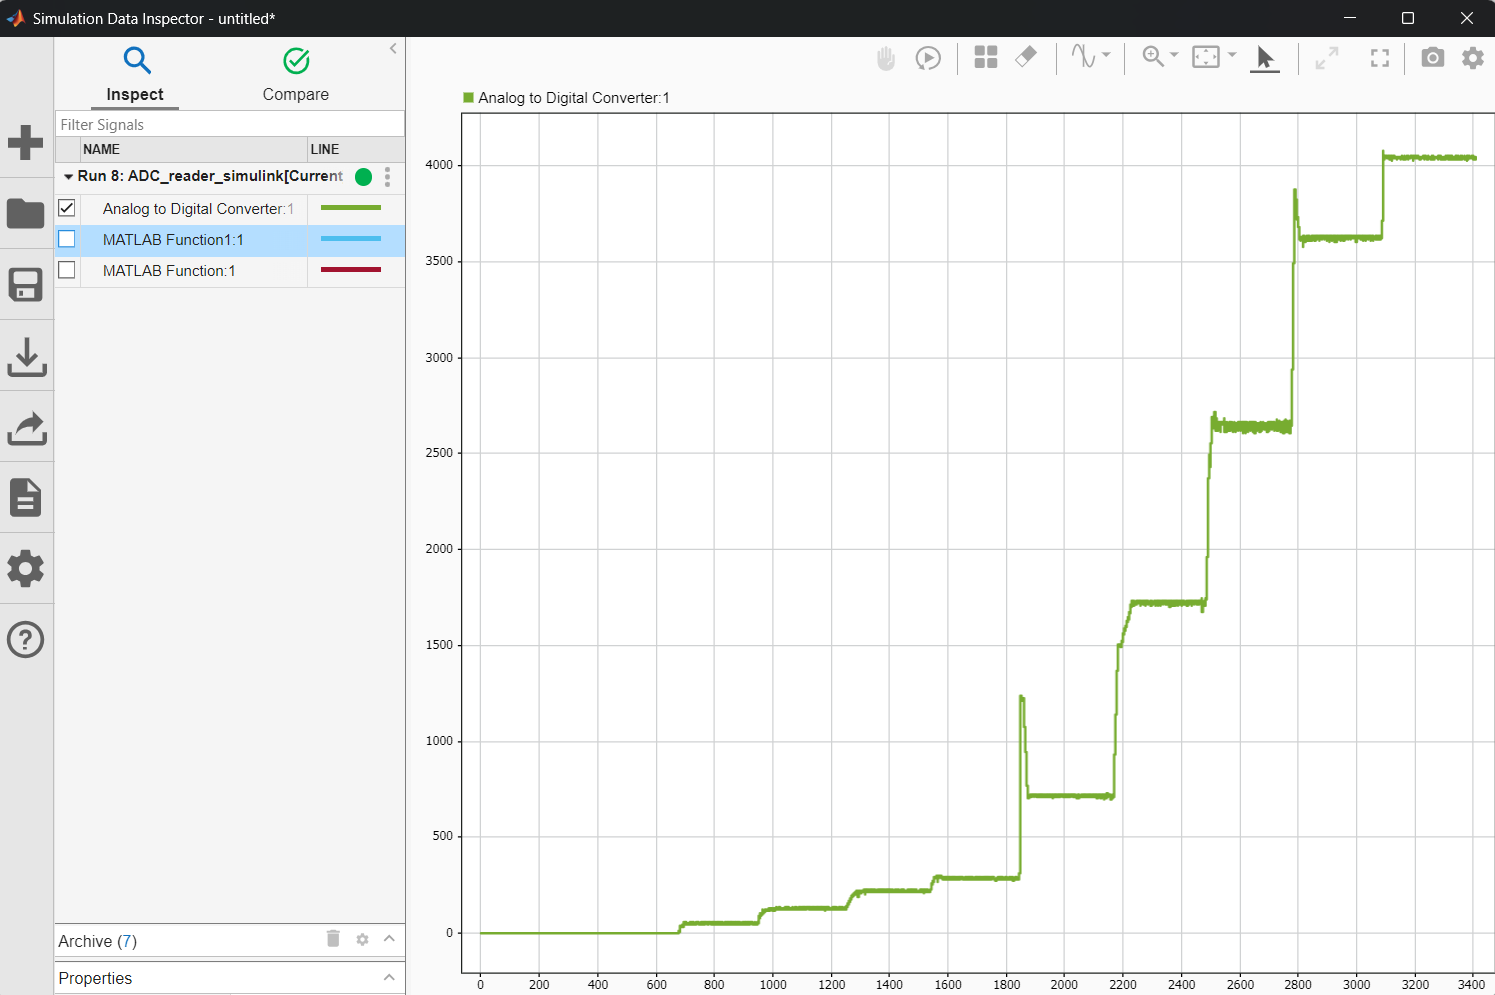 Simulation Data Inspector - untitled*
Inspect
Compare
Filter Signals
NAME
LINE
Run 8: ADC_reader_simulink[Current
Analog to Digital Converter:1
MATLAB Function1:1
MATLAB Function:1
Archive (7)
Properties
Analog to Digital Converter:1
4000
3500
3000
2500
2000
1500
1000
500
0
0 200 400 600 800 1000 1200 1400 1600 1800 2000 2200 2400 2600 2800 3000 3200 3400